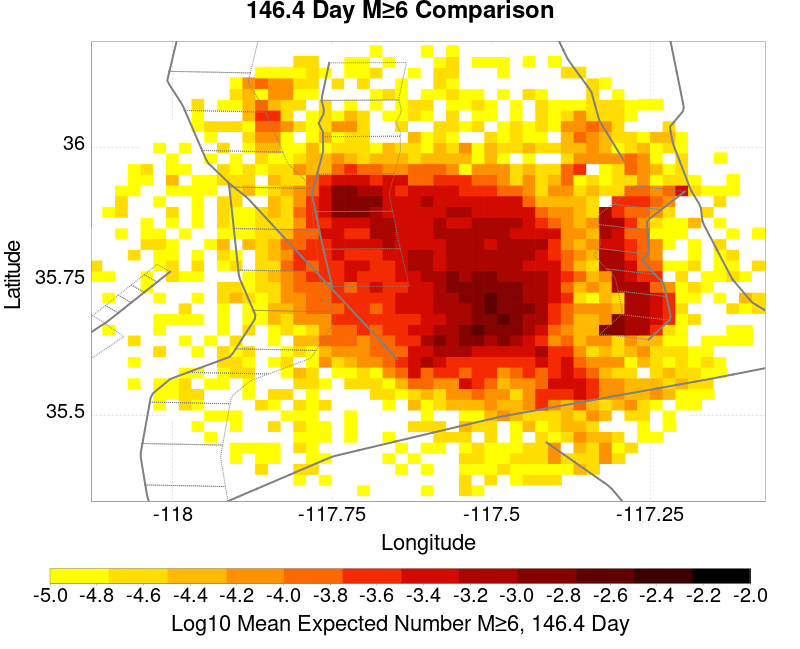 146.4 Day M≥6 Comparison
Latitude
36
35.75
35.5
-118 -117.75 -117.5 -117.25
Longitude
-5.0 -4.8 -4.6 -4.4 -4.2 -4.0 -3.8 -3.6 -3.4 -3.2 -3.0 -2.8 -2.6 -2.4 -2.2 -2.0
Log10 Mean Expected Number M≥6, 146.4 Day